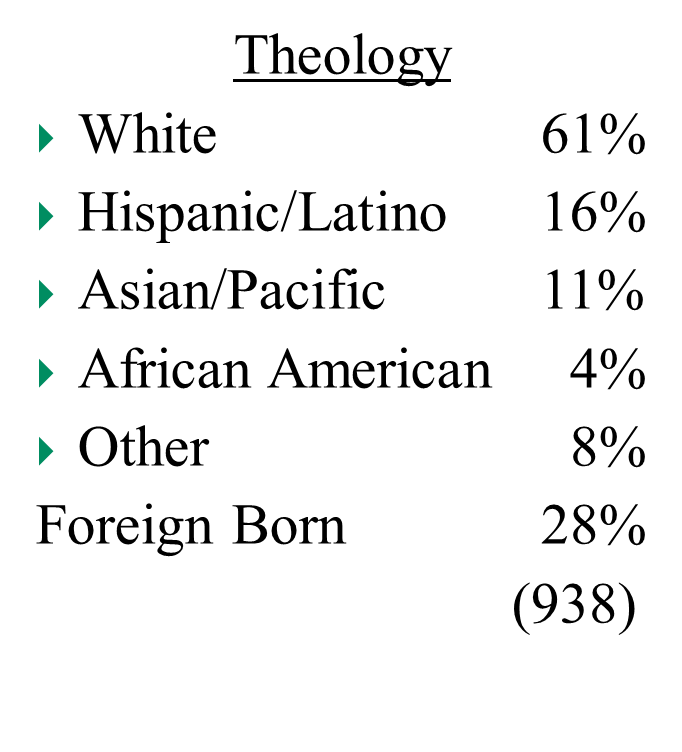 Theology
White 61%
Hispanic/Latino 16%
Asian/Pacific 11%
African American 4%
Other 8%
Foreign Born 28%
(938)